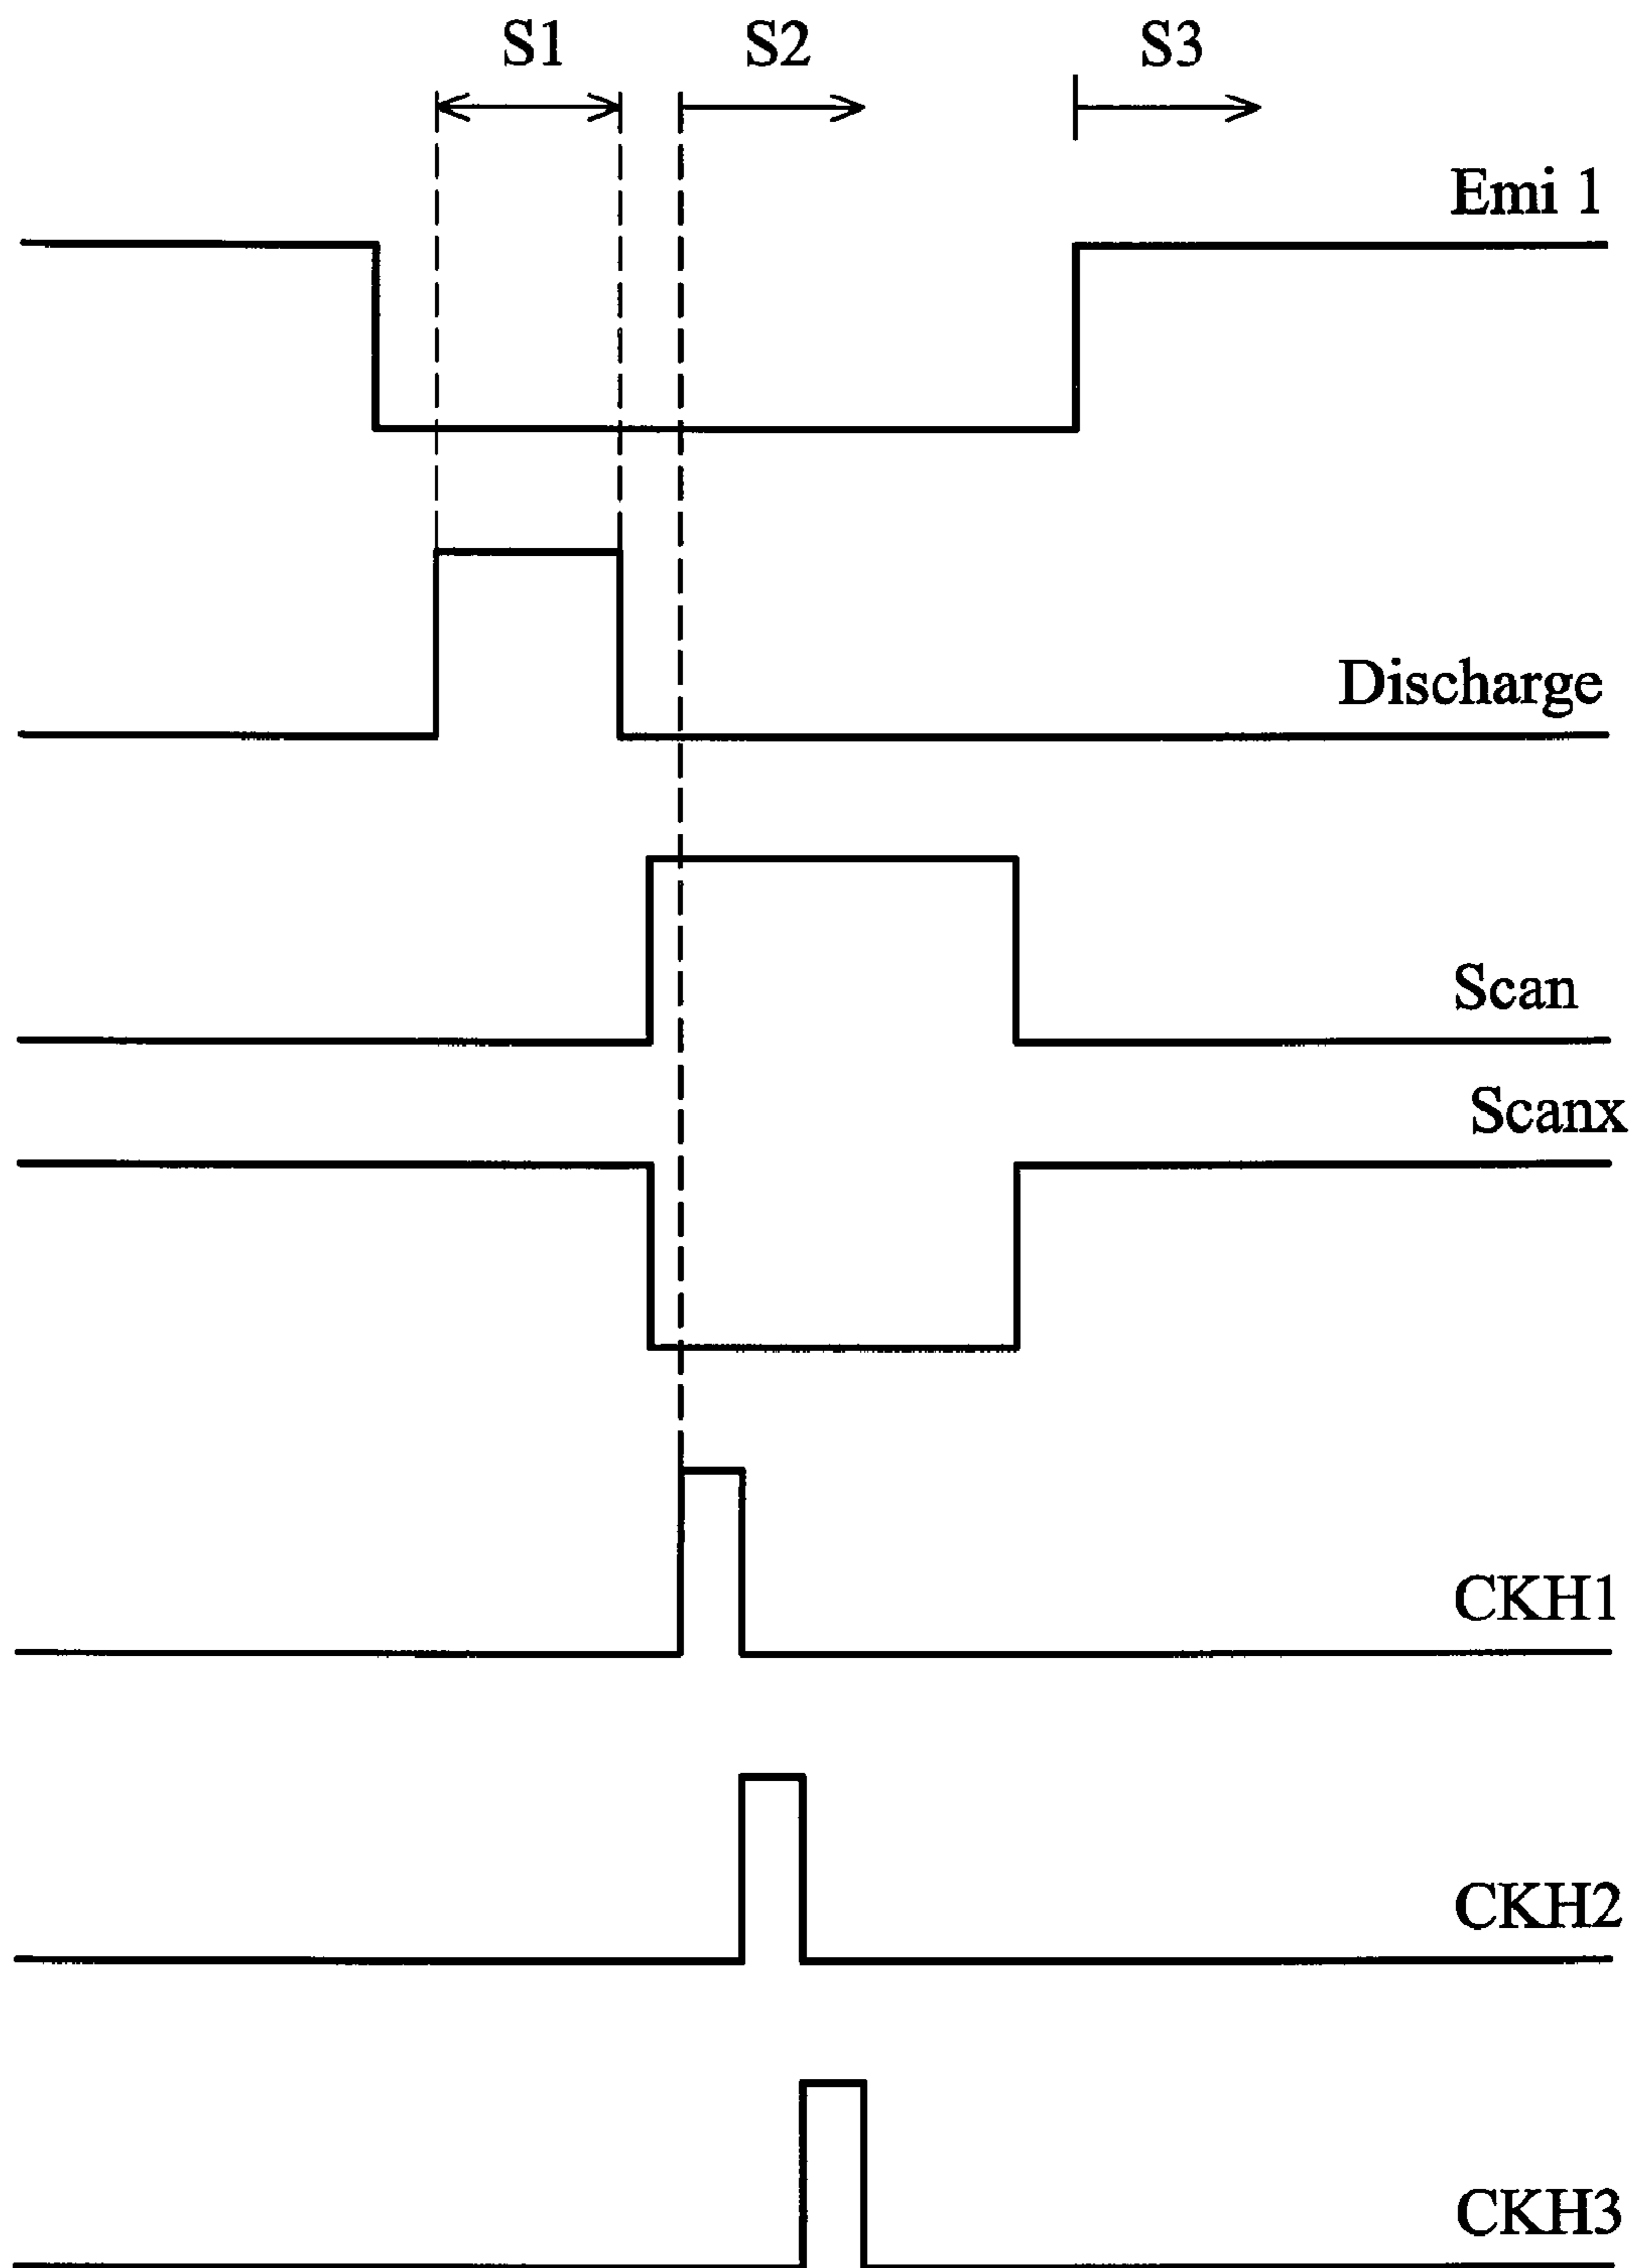 S1 S2 S3
Emi 1
Discharge
Scan
Scanx
CKH1
CKH2
CKH3